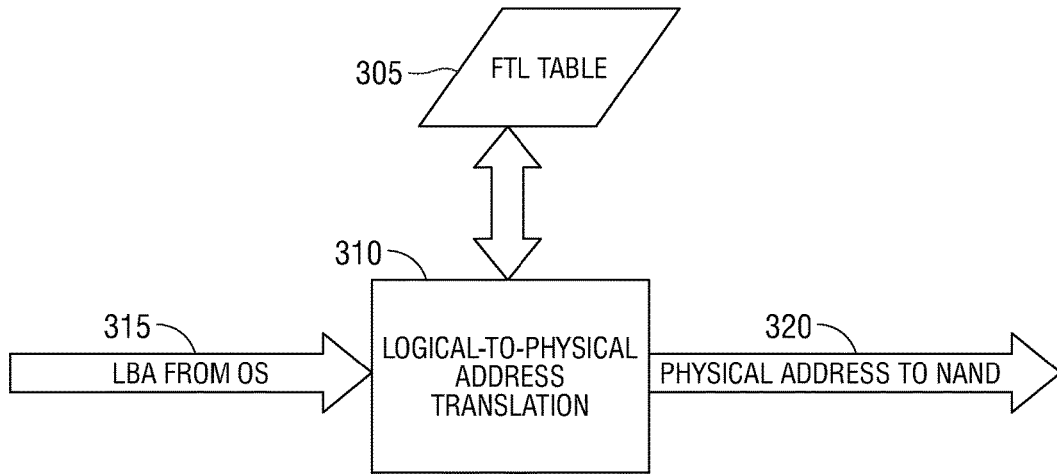 305
FTL TABLE
310
315
LBA FROM OS
LOGICAL-TO-PHYSICAL
ADDRESS
TRANSLATION
320
PHYSICAL ADDRESS TO NAND